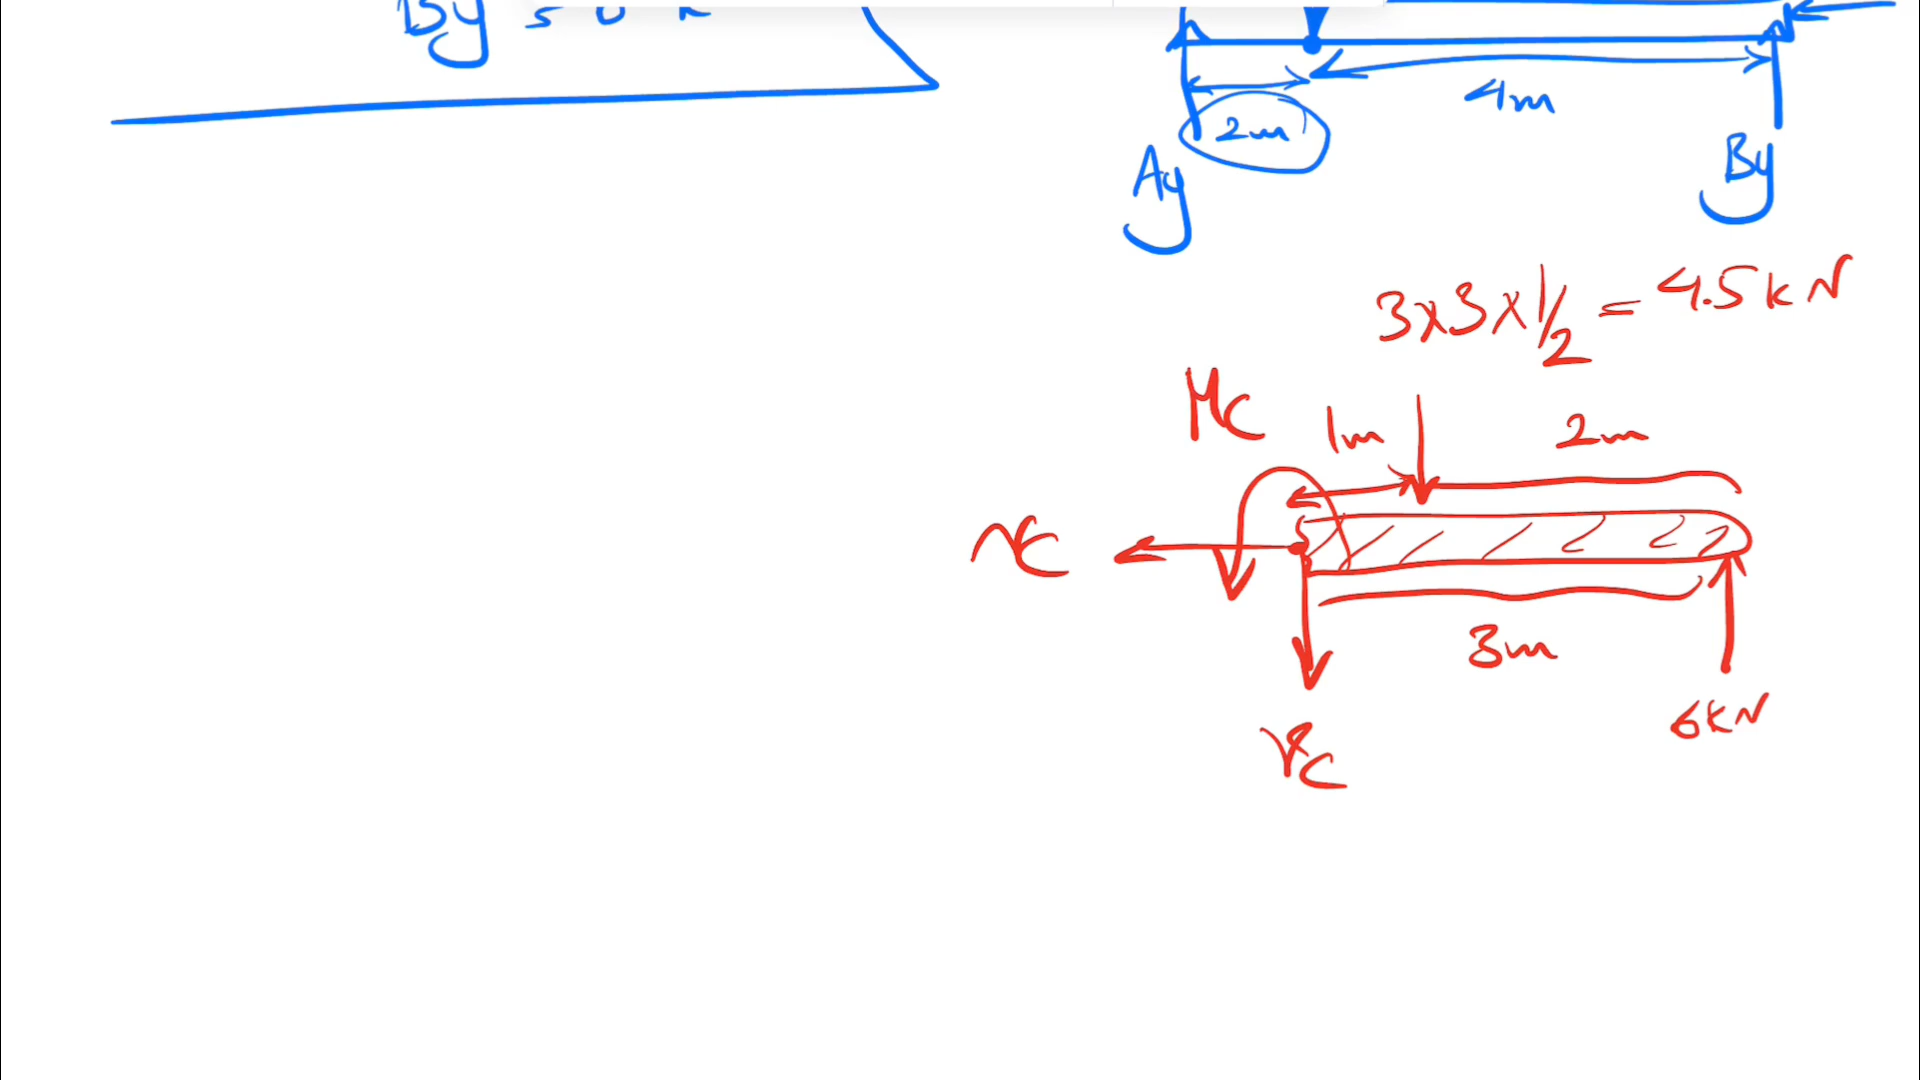 By
4m
2m
Ay
By
3x3x1/2 = 4.5kN
Mc
1m
2m
Nc
3m
6kN
Vc